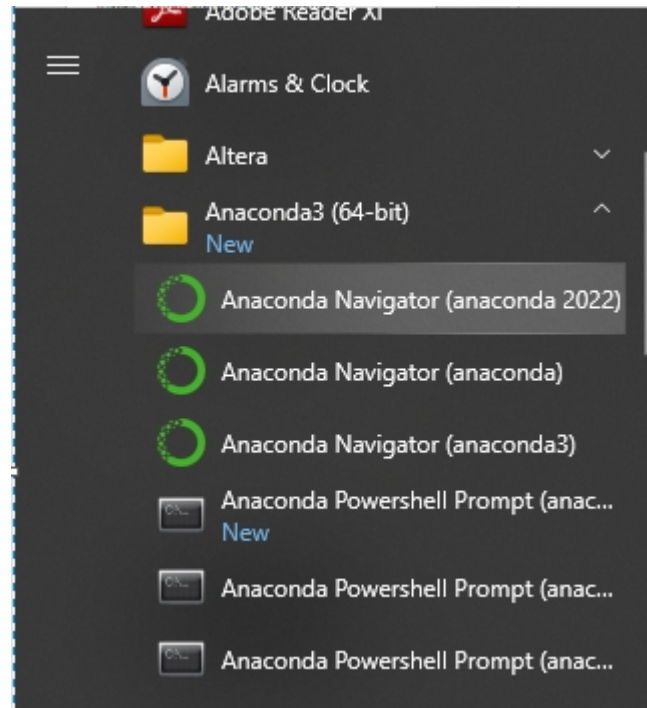 Adobe Reader XI
Alarms & Clock
Altera
Anaconda3 (64-bit)
New
Anaconda Navigator (anaconda 2022)
Anaconda Navigator (anaconda)
Anaconda Navigator (anaconda3)
Anaconda Powershell Prompt (anac...
New
Anaconda Powershell Prompt (anac...
Anaconda Powershell Prompt (anac...